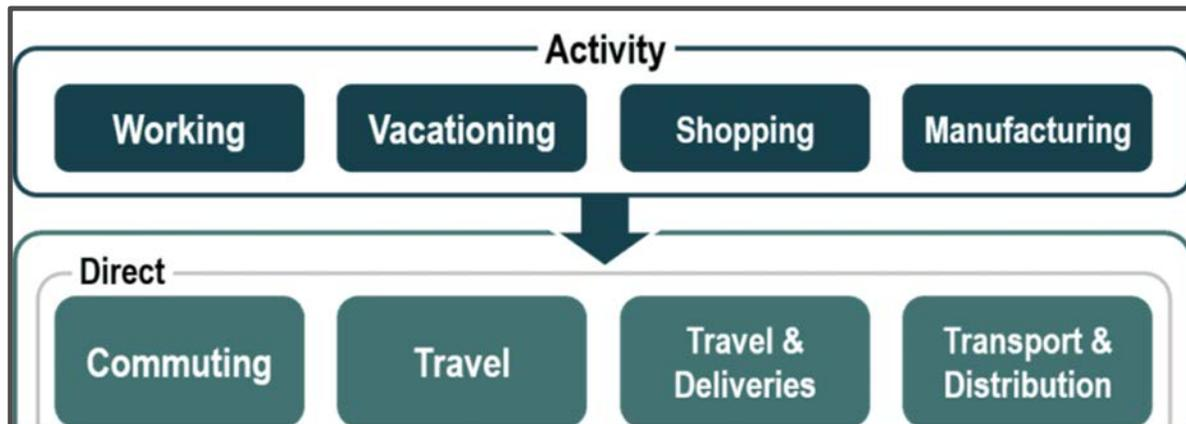 Activity
Working
Vacationing
Shopping
Manufacturing
Direct
Commuting
Travel
Travel &
Deliveries
Transport &
Distribution